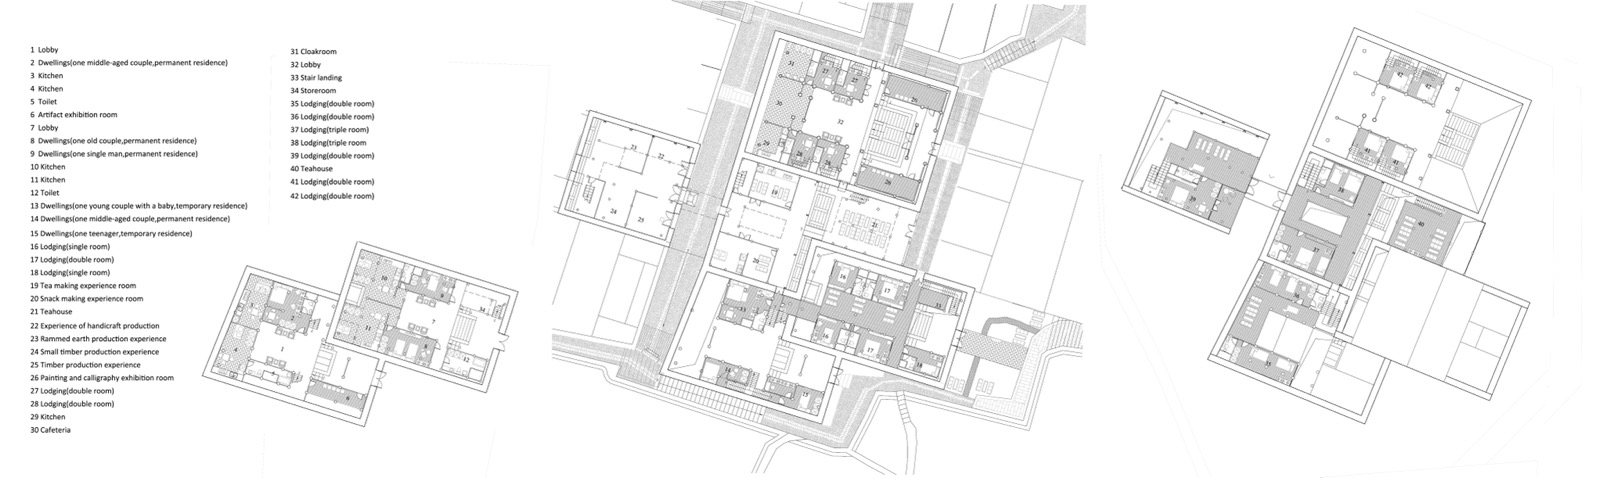 1 Lobby
2 Dwellings(one middle-aged couple,permanent residence)
3 Kitchen
4 Kitchen
5 Toilet
6 Artifact exhibition room
7 Lobby
8 Dwellings(one old couple,permanent residence)
9 Dwellings(one single man,permanent residence)
10 Kitchen
11 Kitchen
12 Toilet
13 Dwellings(one young couple with a baby,temporary residence)
14 Dwellings(one middle-aged couple,permanent residence)
15 Dwellings(one teenager,temporary residence)
16 Lodging(single room)
17 Lodging(double room)
18 Lodging(single room)
19 Tea making experience room
20 Snack making experience room
21 Teahouse
22 Experience of handicraft production
23 Rammed earth production experience
24 Small timber production experience
25 Timber production experience
26 Painting and calligraphy exhibition room
27 Lodging(double room)
28 Lodging(double room)
29 Kitchen
30 Cafeteria
31 Cloakroom
32 Lobby
33 Stair landing
34 Storeroom
35 Lodging(double room)
36 Lodging(double room)
37 Lodging(triple room)
38 Lodging(triple room
39 Lodging(double room)
40 Teahouse
41 Lodging(double room)
42 Lodging(double room)
10
9
3
2
7
34
11
1
4
8
12
5
6
31
27
26
30
32
23
22
29
28
28
26
19
24
25
21
20
16
17
33
13
16
17
18
14
15
42
42
41
41
38
39
40
37
36
35